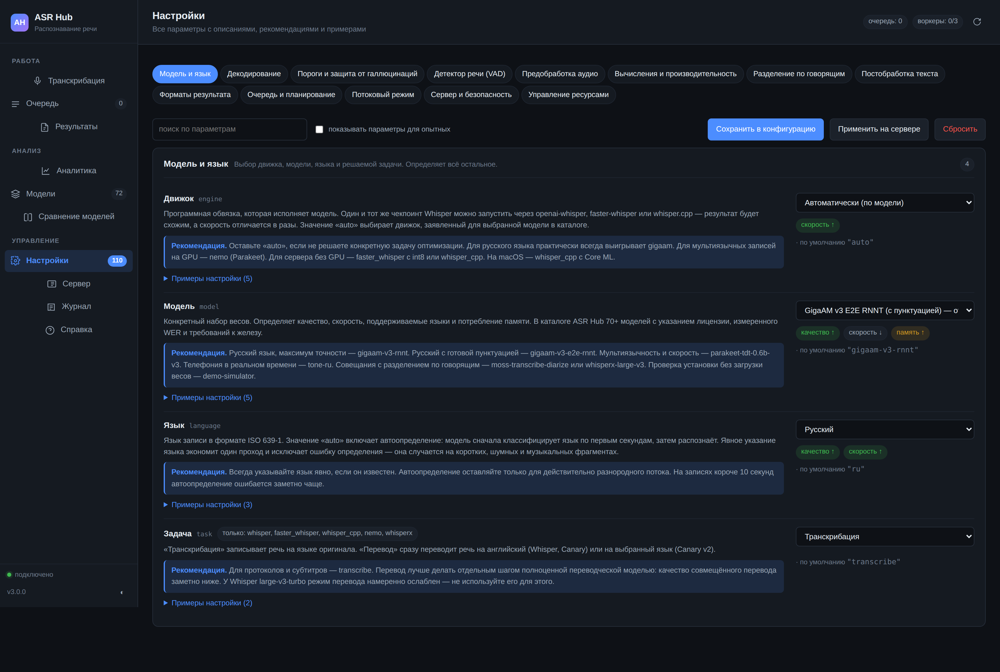 AH
ASR Hub
Распознавание речи
РАБОТА
Транскрибация
Очередь 0
Результаты
АНАЛИЗ
Аналитика
Модели 72
Сравнение моделей
УПРАВЛЕНИЕ
Настройки 110
Сервер
Журнал
Справка
подключено
v3.0.0
Настройки
Все параметры с описаниями, рекомендациями и примерами
очередь: 0 воркеры: 0/3
Модель и язык Декодирование Пороги и защита от галлюцинаций Детектор речи (VAD) Предобработка аудио Вычисления и производительность Разделение по говорящим Постобработка текста
Форматы результата Очередь и планирование Потоковый режим Сервер и безопасность Управление ресурсами
поиск по параметрам показывать параметры для опытных Сохранить в конфигурацию Применить на сервере Сбросить
Модель и язык Выбор движка, модели, языка и решаемой задачи. Определяет всё остальное. 4
Движок engine
Программная обвязка, которая исполняет модель. Один и тот же чекпоинт Whisper можно запустить через openai-whisper, faster-whisper или whisper.cpp — результат будет
схожим, а скорость отличается в разы. Значение «auto» выбирает движок, заявленный для выбранной модели в каталоге.
Рекомендация. Оставьте «auto», если не решаете конкретную задачу оптимизации. Для русского языка практически всегда выигрывает gigaam. Для мультиязычных записей
на GPU — nemo (Parakeet). Для сервера без GPU — faster_whisper с int8 или whisper_cpp. На macOS — whisper_cpp с Core ML.
Примеры настройки (5)
Автоматически (по модели)
скорость ↑
· по умолчанию "auto"
Модель model
Конкретный набор весов. Определяет качество, скорость, поддерживаемые языки и потребление памяти. В каталоге ASR Hub 70+ моделей с указанием лицензии, измеренного
WER и требований к железу.
Рекомендация. Русский язык, максимум точности — gigaam-v3-rnnt. Русский с готовой пунктуацией — gigaam-v3-e2e-rnnt. Мультиязычность и скорость — parakeet-tdt-0.6b-
v3. Телефония в реальном времени — tone-ru. Совещания с разделением по говорящим — moss-transcribe-diarize или whisperx-large-v3. Проверка установки без загрузки
весов — demo-simulator.
Примеры настройки (5)
GigaAM v3 E2E RNNT (с пунктуацией) — о
качество ↑ скорость ↓ память ↑
· по умолчанию "gigaam-v3-rnnt"
Язык language
Язык записи в формате ISO 639-1. Значение «auto» включает автоопределение: модель сначала классифицирует язык по первым секундам, затем распознаёт. Явное указание
языка экономит один проход и исключает ошибку определения — она случается на коротких, шумных и музыкальных фрагментах.
Рекомендация. Всегда указывайте язык явно, если он известен. Автоопределение оставляйте только для действительно разнородного потока. На записях короче 10 секунд
автоопределение ошибается заметно чаще.
Примеры настройки (3)
Русский
качество ↑ скорость ↑
· по умолчанию "ru"
Задача task только: whisper, faster_whisper, whisper_cpp, nemo, whisperx
«Транскрибация» записывает речь на языке оригинала. «Перевод» сразу переводит речь на английский (Whisper, Canary) или на выбранный язык (Canary v2).
Рекомендация. Для протоколов и субтитров — transcribe. Перевод лучше делать отдельным шагом полноценной переводческой моделью: качество совмещённого перевода
заметно ниже. У Whisper large-v3-turbo режим перевода намеренно ослаблен — не используйте его для этого.
Примеры настройки (2)
Транскрибация
· по умолчанию "transcribe"